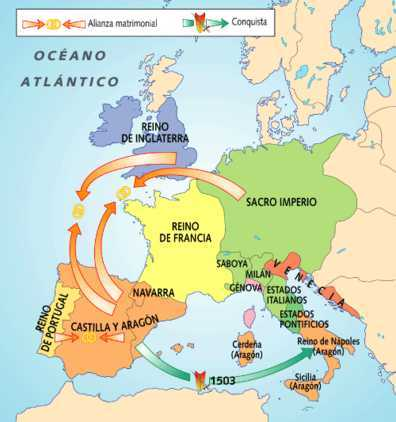 Alianza matrimonial
Conquista
OCÉANO
ATLÁNTICO
REINO
DE INGLATERRA
SACRO IMPERIO
REINO
DE FRANCIA
SABOYA
MILÁN
VENECIA
GÉNOVA
ESTADOS
ITALIANOS
NAVARRA
REINO
DE PORTUGAL
CASTILLA Y ARAGÓN
ESTADOS
PONTIFICIOS
Cerdeña
(Aragón)
Reino de Nápoles
(Aragón)
Sicilia
(Aragón)
1503